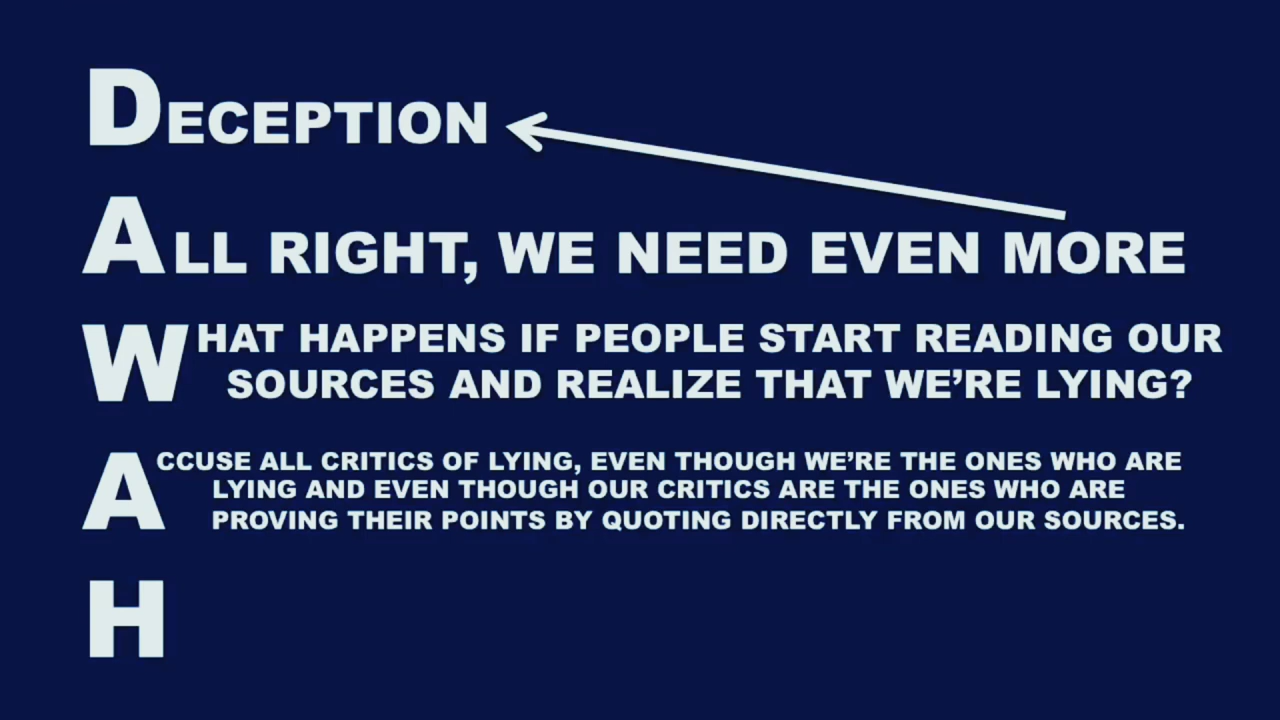 DECEPTION
ALL RIGHT, WE NEED EVEN MORE
WHAT HAPPENS IF PEOPLE START READING OUR
SOURCES AND REALIZE THAT WE'RE LYING?
ACCUSE ALL CRITICS OF LYING, EVEN THOUGH WE'RE THE ONES WHO ARE
LYING AND EVEN THOUGH OUR CRITICS ARE THE ONES WHO ARE
PROVING THEIR POINTS BY QUOTING DIRECTLY FROM OUR SOURCES.
H